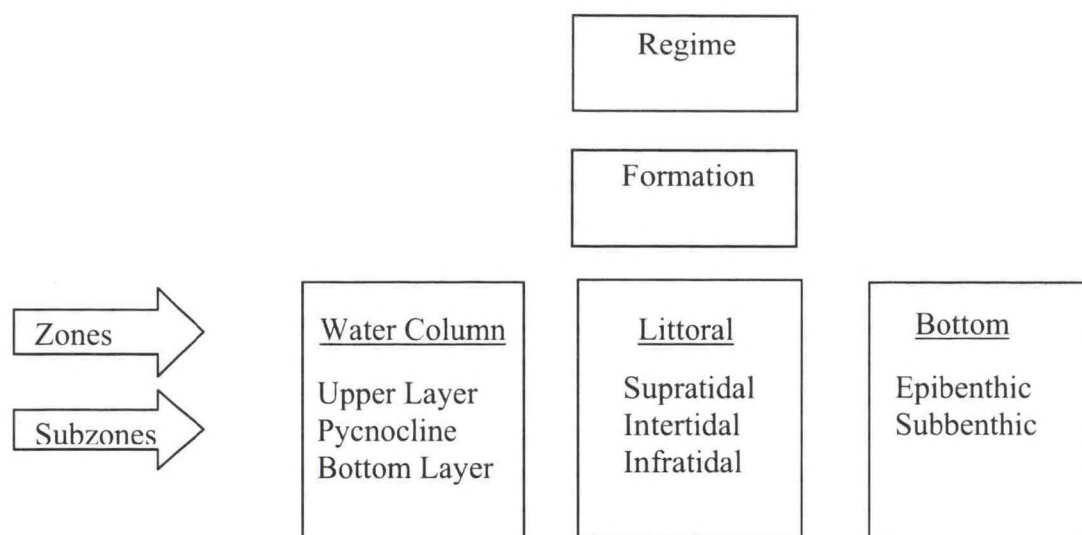 Regime
Formation
Zones
Subzones
Water Column
Upper Layer
Pycnocline
Bottom Layer
Littoral
Supratidal
Intertidal
Infratidal
Bottom
Epibenthic
Subbenthic